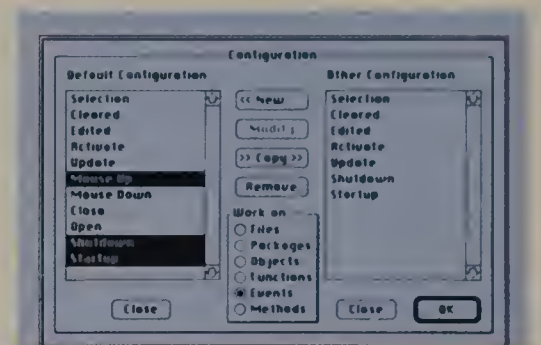 Configuration
Default Configuration
Selection
Cleared
Edited
Activate
Update
Mouse Up
Mouse Down
Close
Open
Shutdown
Startup
Close
<< New
Modify
>> Copy >>
Remove
Work on
Files
Packages
Objects
Functions
Events
Methods
Other Configuration
Selection
Cleared
Edited
Activate
Update
Shutdown
Startup
Close
OK